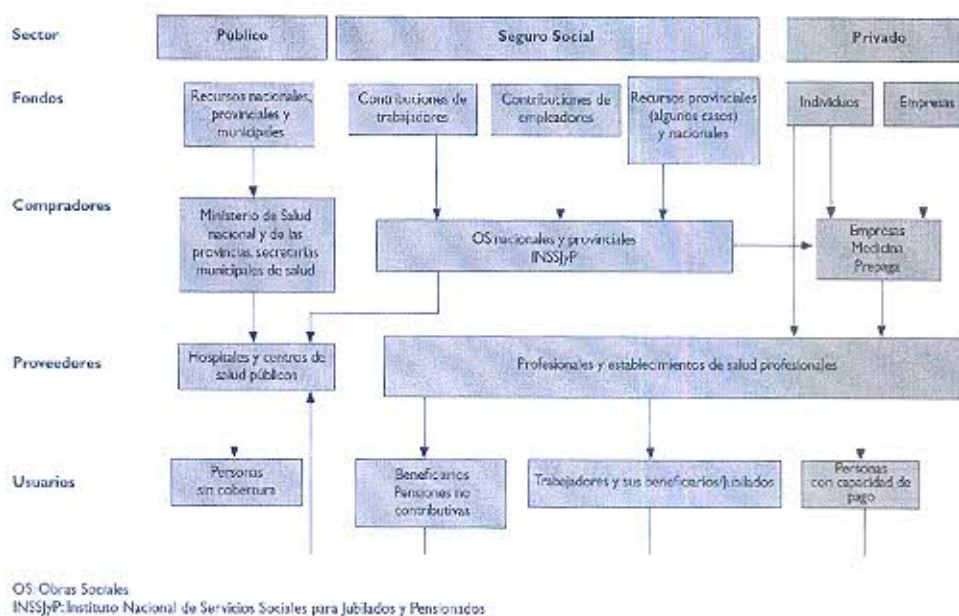 Sector
Público
Seguro Social
Privado
Fondos
Recursos nacionales,
provinciales y
municipales
Contribuciones de
trabajadores
Contribuciones de
empleadores
Recursos provinciales
(algunos casos)
y nacionales
Individuos
Empresas
Compradores
Ministerio de Salud
nacional y de las
provincias, secretarías
municipales de salud
OS nacionales y provinciales
INSSJyP
Empresas
Medicina
Prepaga
Proveedores
Hospitales y centros de
salud públicos
Profesionales y establecimientos de salud profesionales
Usuarios
Personas
sin cobertura
Beneficiarios
Pensiones no
contributivas
Trabajadores y sus beneficiarios/Jubilados
Personas
con capacidad de
pago
OS: Obras Sociales
INSSJyP: Instituto Nacional de Servicios Sociales para Jubilados y Pensionados